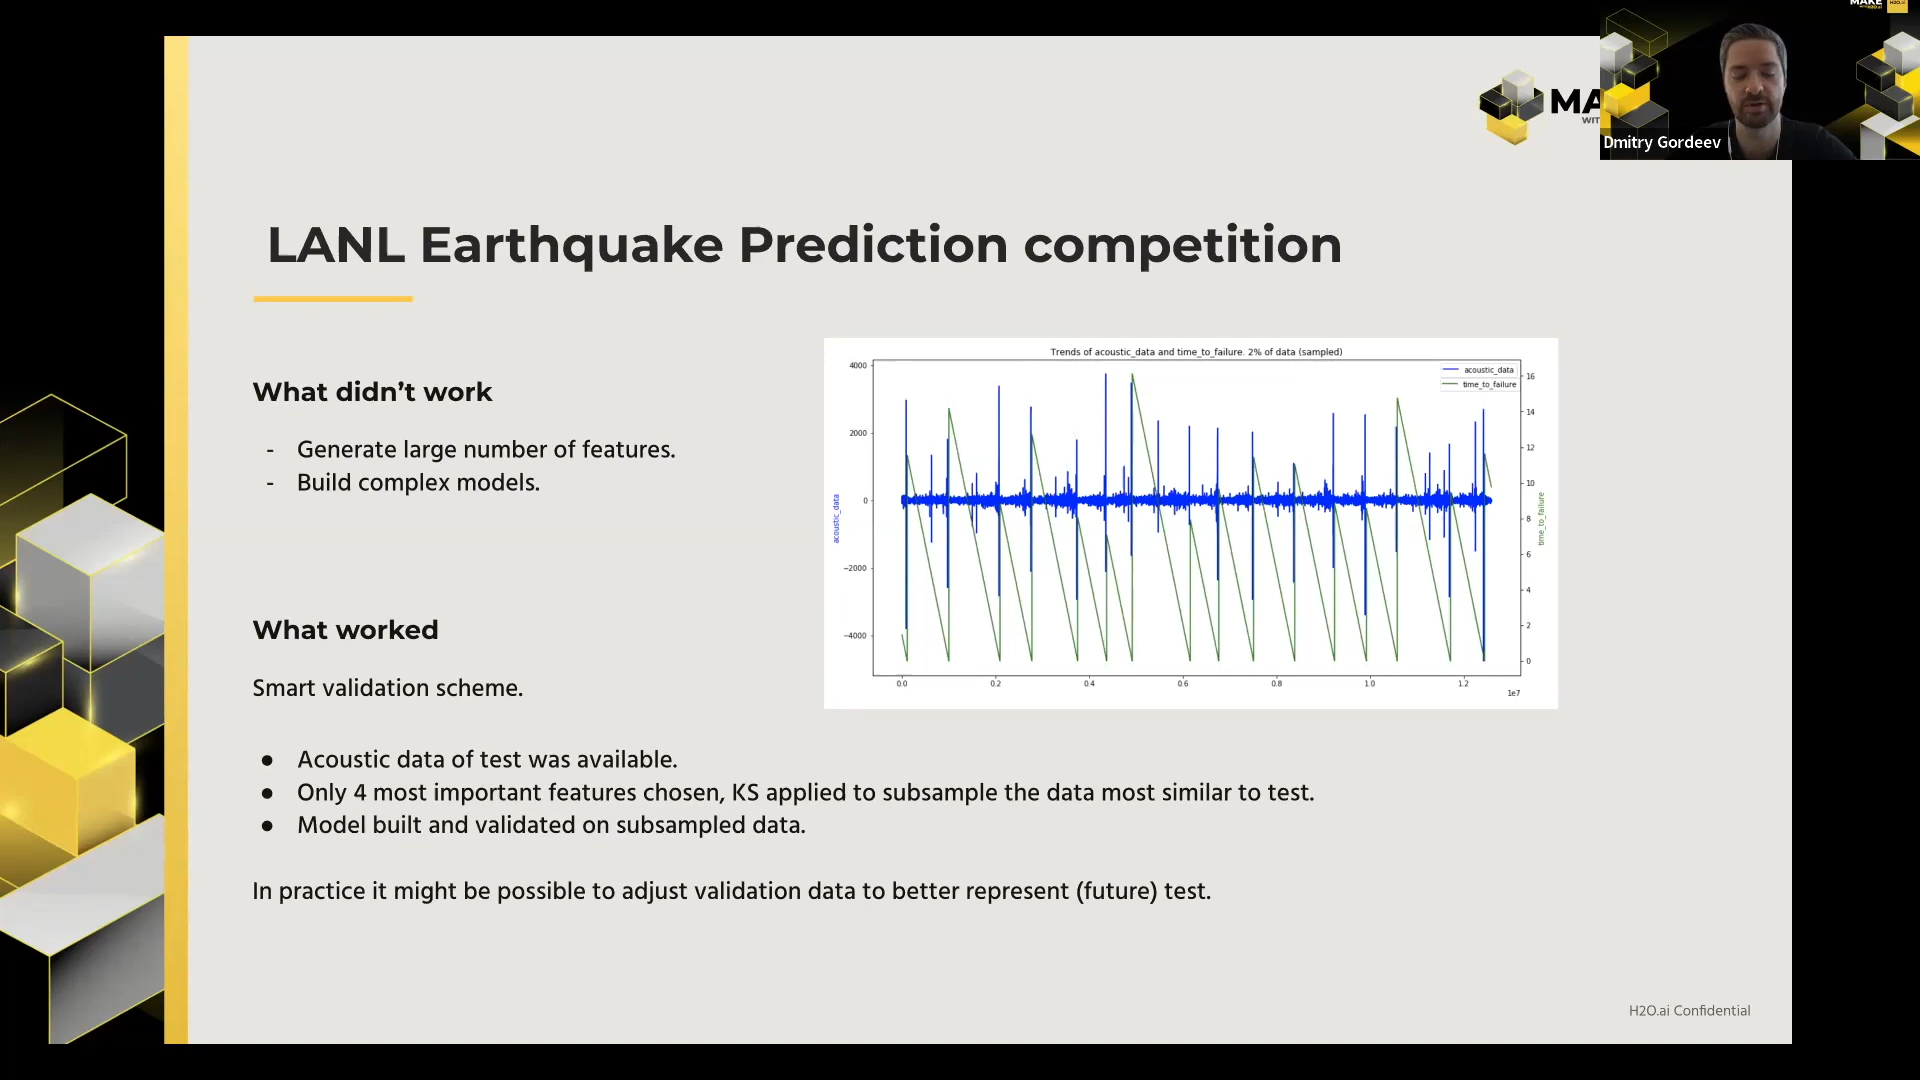 MAKE
H2O.ai
MA
WIT
Dmitry Gordeev
LANL Earthquake Prediction competition
What didn’t work
- Generate large number of features.
- Build complex models.
What worked
Smart validation scheme.
● Acoustic data of test was available.
● Only 4 most important features chosen, KS applied to subsample the data most similar to test.
● Model built and validated on subsampled data.
In practice it might be possible to adjust validation data to better represent (future) test.
Trends of acoustic_data and time_to_failure. 2% of data (sampled)
acoustic_data
time_to_failure
4000
2000
0
−2000
−4000
acoustic_data
16
14
12
10
8
6
4
2
0
time_to_failure
0.0 0.2 0.4 0.6 0.8 1.0 1.2
1e7
H2O.ai Confidential